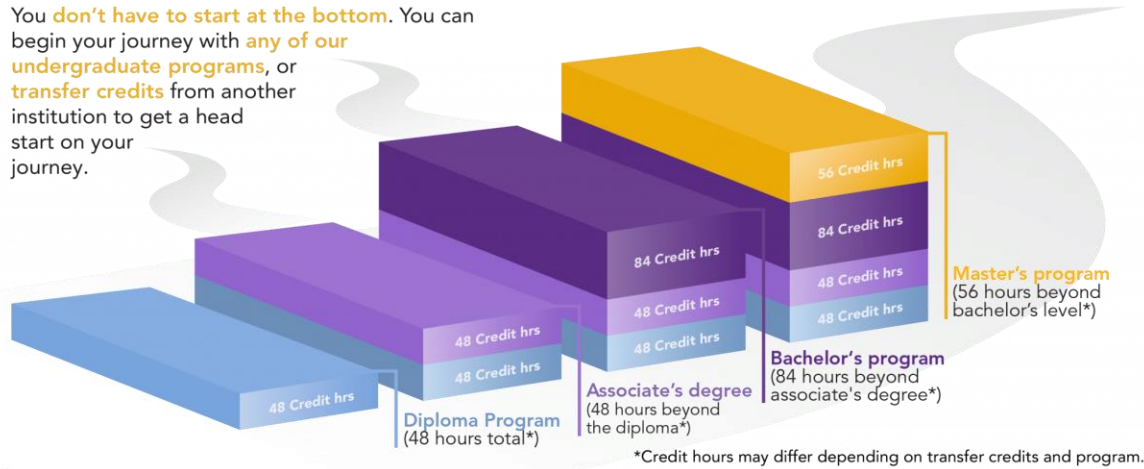 You don't have to start at the bottom. You can
begin your journey with any of our
undergraduate programs, or
transfer credits from another
institution to get a head
start on your
journey.
56 Credit hrs
84 Credit hrs
48 Credit hrs
48 Credit hrs
Master's program
(56 hours beyond
bachelor's level*)
84 Credit hrs
48 Credit hrs
48 Credit hrs
Bachelor's program
(84 hours beyond
associate's degree*)
48 Credit hrs
48 Credit hrs
Associate's degree
(48 hours beyond
the diploma*)
48 Credit hrs
Diploma Program
(48 hours total*)
*Credit hours may differ depending on transfer credits and program.